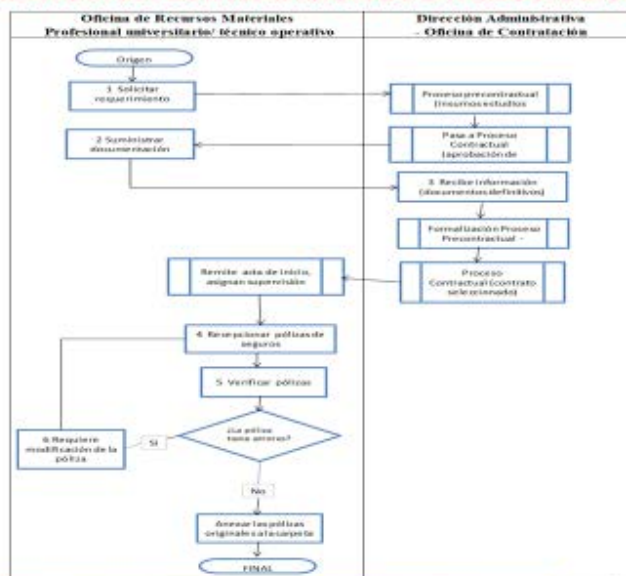 Oficina de Recursos Materiales
Profesional universitario/ técnico operativo
Dirección Administrativa
- Oficina de Contratación
Origen
1 Solicitar
requerimiento
Proceso precontractual
(insumos estudios
Pasa a Proceso
Contractual
(aprobación de
2 Suministrar
documentación
3. Recibe información
(documentos definitivos)
Formalización Proceso
Precontractual -
Remite acta de inicio,
asignan supervisión
Proceso
Contractual (contrato
seleccionado)
4. Recepcionar pólizas de
seguros
5. Verificar pólizas
¿La póliza
tiene errores?
Si
6. Requiere
modificación de la
póliza
No
Anexar las pólizas
originales a la carpeta
FINAL